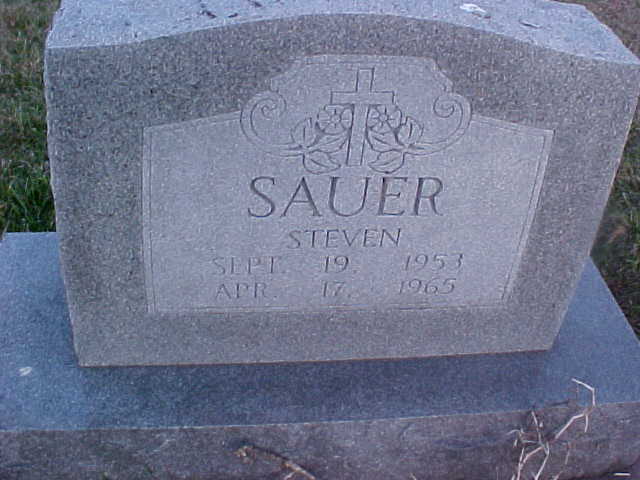 SAUER
STEVEN
SEPT. 19, 1953
APR. 17, 1965